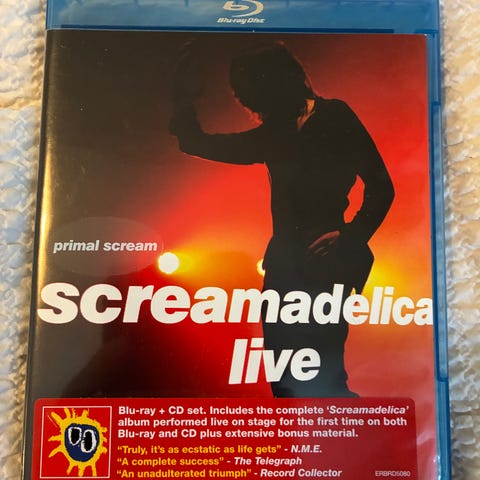 Blu-ray Disc
primal scream
screamadelica
live
Blu-ray + CD set. Includes the complete ‘Screamadelica’
album performed live on stage for the first time on both
Blu-ray and CD plus extensive bonus material.
“Truly, it’s as ecstatic as life gets” - N.M.E.
“A complete success” - The Telegraph
“An unadulterated triumph” - Record Collector
ERBRD5080